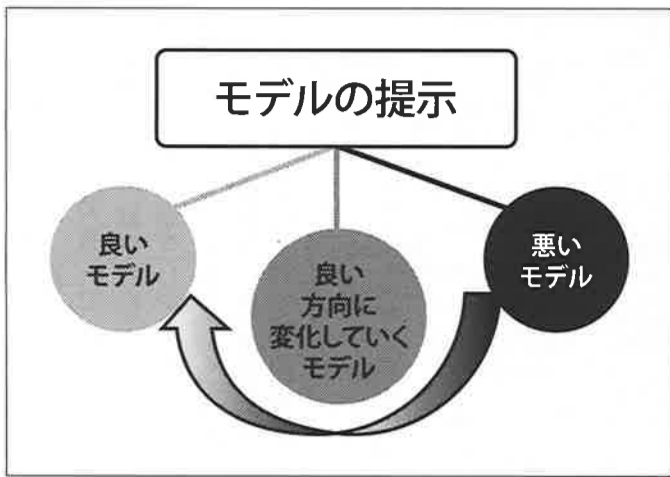 モデルの提示
良い
モデル
良い
方向に
変化していく
モデル
悪い
モデル